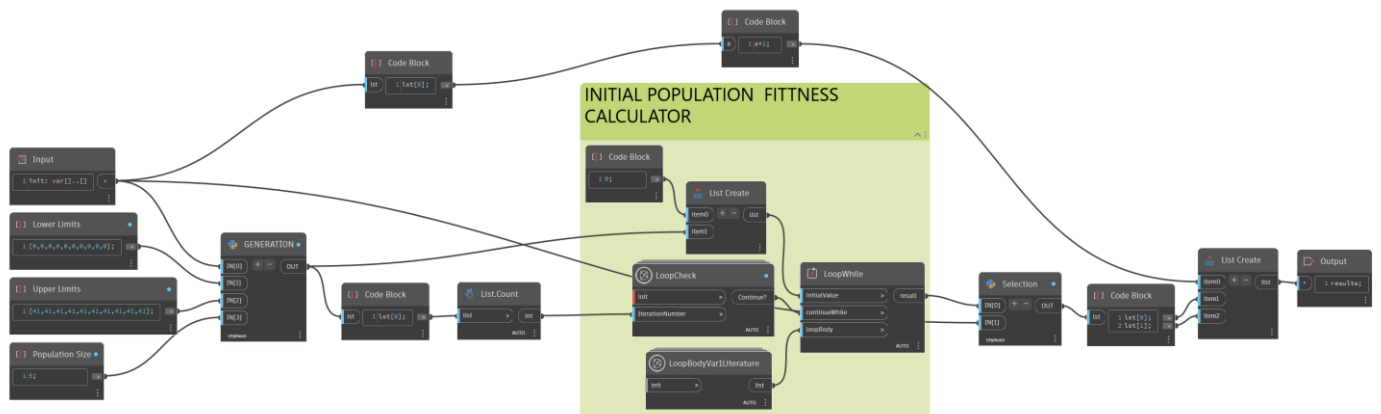 Code Block
a
1 a+1;
Code Block
lst
1 lst[0];
INITIAL POPULATION FITTNESS
CALCULATOR
Input
1 init: var[]..[]
Lower Limits
1 [0,0,0,0,0,0,0,0,0,0];
Upper Limits
1 [41,41,41,41,41,41,41,41,41,41];
Population Size
1 5;
GENERATION
IN[0]
+ −
OUT
IN[1]
IN[2]
IN[3]
CPython3
Code Block
lst
1 lst[0];
List.Count
list
>
int
AUTO
Code Block
1 0;
List Create
item0
+ −
list
item1
LoopCheck
init
>
Continue?
IterationNumber
>
AUTO
LoopBodyVar1Literature
init
>
list
AUTO
LoopWhile
initialValue
>
result
continueWhile
>
loopBody
>
AUTO
Selection
IN[0]
+ −
OUT
IN[1]
CPython3
Code Block
lst
1 lst[0];
2 lst[1];
List Create
item0
+ −
list
item1
item2
Output
>
1 results;